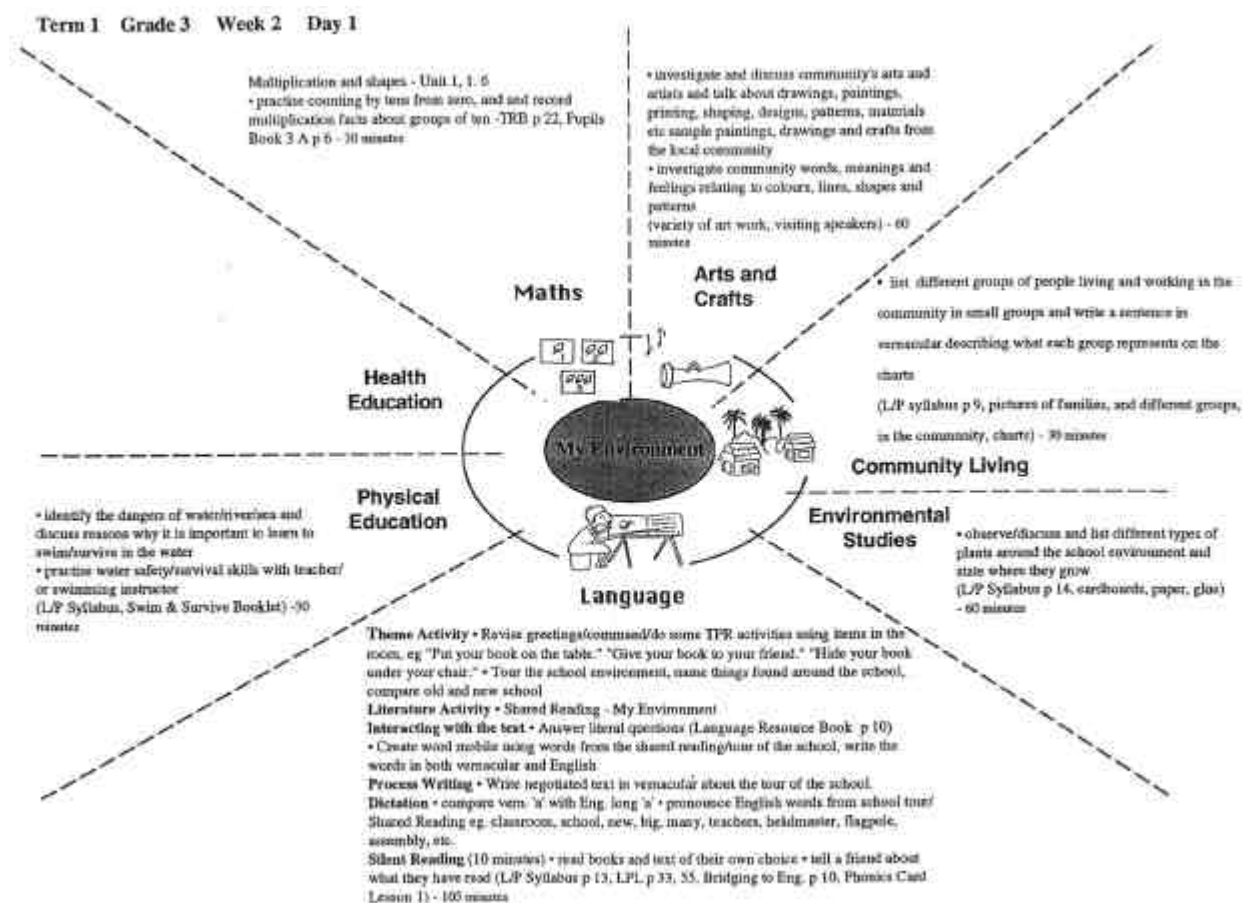 Term 1 Grade 3 Week 2 Day 1
Multiplication and shapes - Unit 1, 1. 6
• practise counting by tens from zero, and and record
multiplication facts about groups of ten -TRB p 22, Pupils
Book 3 A p 6 - 30 minutes
• investigate and discuss community's arts and
artists and talk about drawings, paintings,
printing, shaping, designs, patterns, materials
etc sample paintings, drawings and crafts from
the local community
• investigate community words, meanings and
feelings relating to colours, lines, shapes and
patterns
(variety of art work, visiting speakers) - 60
minutes
Maths
Arts and
Crafts
• list different groups of people living and working in the
community in small groups and write a sentence in
vernacular describing what each group represents on the
charts
(L/P syllabus p 9, pictures of families, and different groups,
in the community, charts) - 30 minutes
Health
Education
My Environment
Community Living
Physical
Education
• identify the dangers of water/river/sea and
discuss reasons why it is important to learn to
swim/survive in the water
• practise water safety/survival skills with teacher/
or swimming instructor
(L/P Syllabus, Swim & Survive Booklet) -30
minutes
Environmental
Studies
• observe/discuss and list different types of
plants around the school environment and
state where they grow
(L/P Syllabus p 14, cardboards, paper, glue)
- 60 minutes
Language
Theme Activity • Revise greetings/command/do some TPR activities using items in the
room, eg "Put your book on the table." "Give your book to your friend." "Hide your book
under your chair." • Tour the school environment, name things found around the school,
compare old and new school
Literature Activity • Shared Reading - My Environment
Interacting with the text • Answer literal questions (Language Resource Book p 10)
• Create word mobile using words from the shared reading/tour of the school, write the
words in both vernacular and English
Process Writing • Write negotiated text in vernacular about the tour of the school.
Dictation • compare vern. 'a' with Eng. long 'a' • pronounce English words from school tour/
Shared Reading eg. classroom, school, new, big, many, teachers, headmaster, flagpole,
assembly, etc.
Silent Reading (10 minutes) • read books and text of their own choice • tell a friend about
what they have read (L/P Syllabus p 13, LPL p 33, 35, Bridging to Eng. p 10, Phonics Card
Lesson 1) - 100 minutes